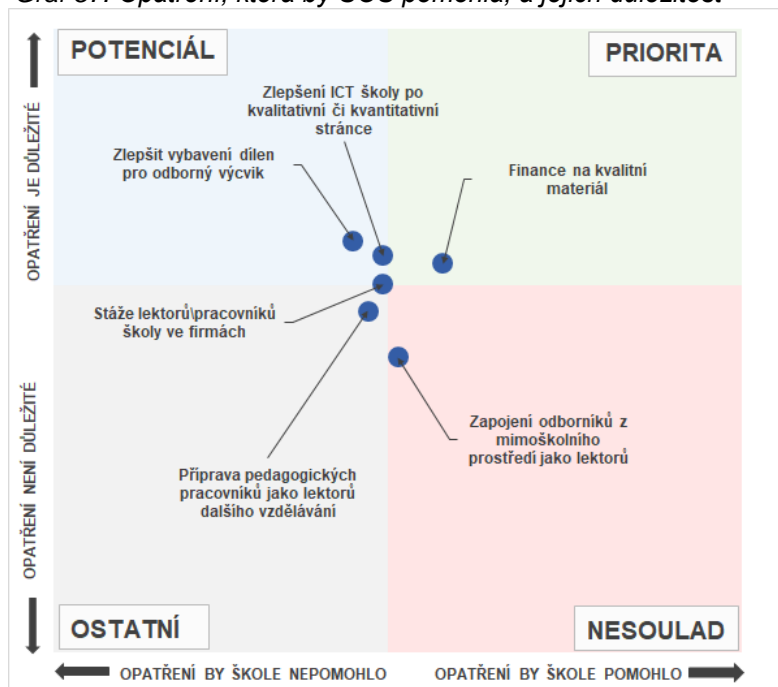 Graf 37: Opatření, která by SOŠ pomohla, a jejich důležitost
POTENCIÁL
PRIORITA
Zlepšení ICT školy po
kvalitativní či kvantitativní
stránce
Zlepšit vybavení dílen
pro odborný výcvik
Finance na kvalitní
materiál
OPATŘENÍ JE DŮLEŽITÉ
Stáže lektorů\pracovníků
školy ve firmách
Zapojení odborníků z
mimoškolního
prostředí jako lektorů
Příprava pedagogických
pracovníků jako lektorů
dalšího vzdělávání
OPATŘENÍ NENÍ DŮLEŽITÉ
OSTATNÍ
NESOULAD
OPATŘENÍ BY ŠKOLE NEPOMOHLO
OPATŘENÍ BY ŠKOLE POMOHLO